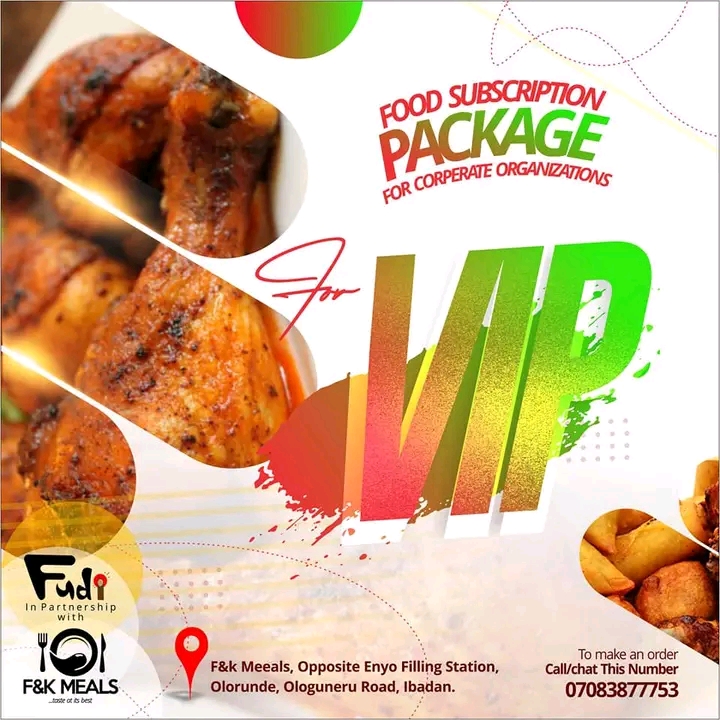 FOOD SUBSCRIPTION
PACKAGE
FOR CORPERATE ORGANIZATIONS
For
VIP
Fudi
In Partnership
with
F&K MEALS
...taste at its best
F&k Meeals, Opposite Enyo Filling Station,
Olorunde, Ologuneru Road, Ibadan.
To make an order
Call/chat This Number
07083877753